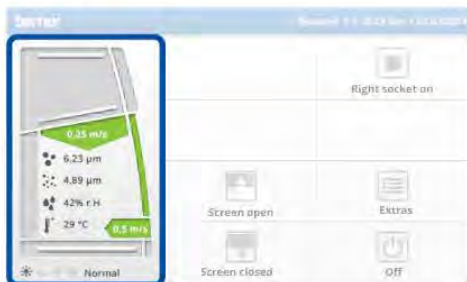 Right socket on
0,25 m/s
6,23 µm
4,89 µm
42% r.H
29 °C
0,5 m/s
Normal
Screen open
Extras
Screen closed
Off